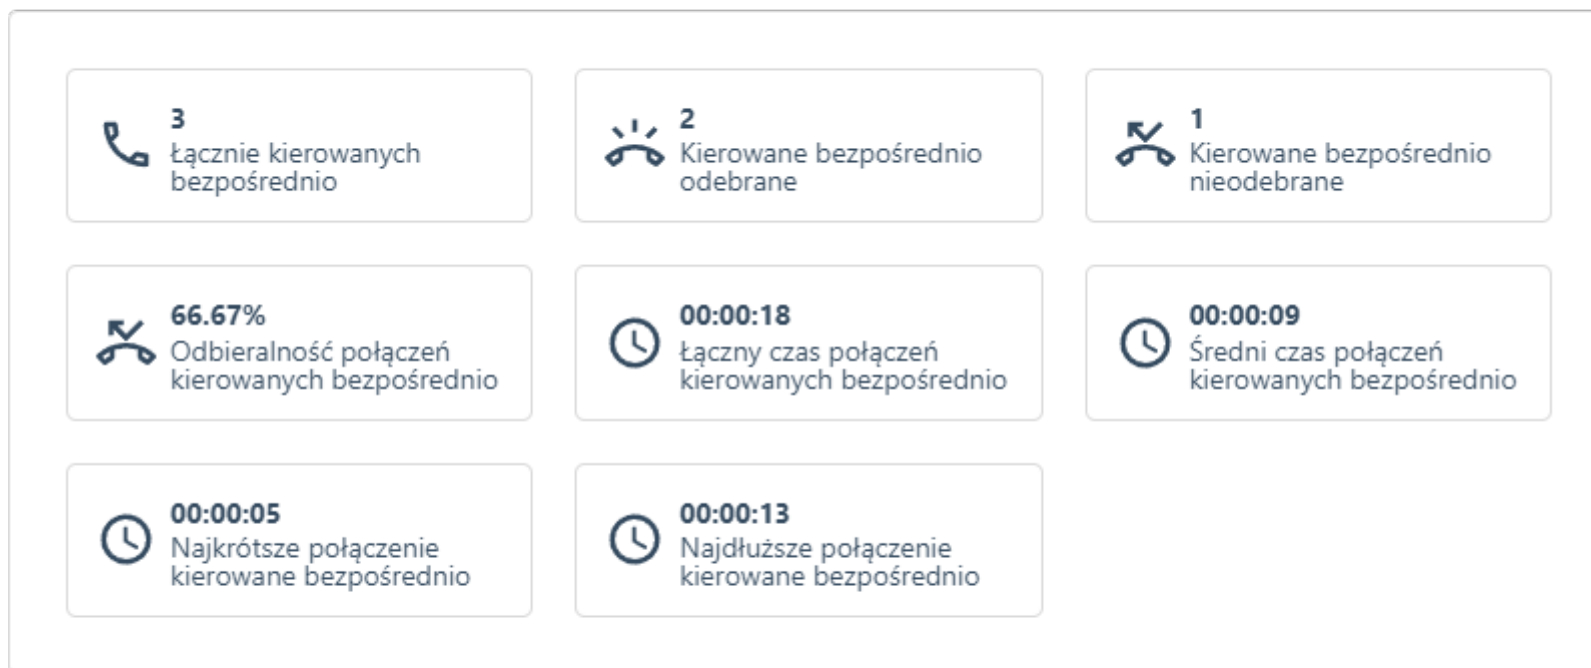 3
Łącznie kierowanych
bezpośrednio
2
Kierowane bezpośrednio
odebrane
1
Kierowane bezpośrednio
nieodebrane
66.67%
Odbieralność połączeń
kierowanych bezpośrednio
00:00:18
Łączny czas połączeń
kierowanych bezpośrednio
00:00:09
Średni czas połączeń
kierowanych bezpośrednio
00:00:05
Najkrótsze połączenie
kierowane bezpośrednio
00:00:13
Najdłuższe połączenie
kierowane bezpośrednio